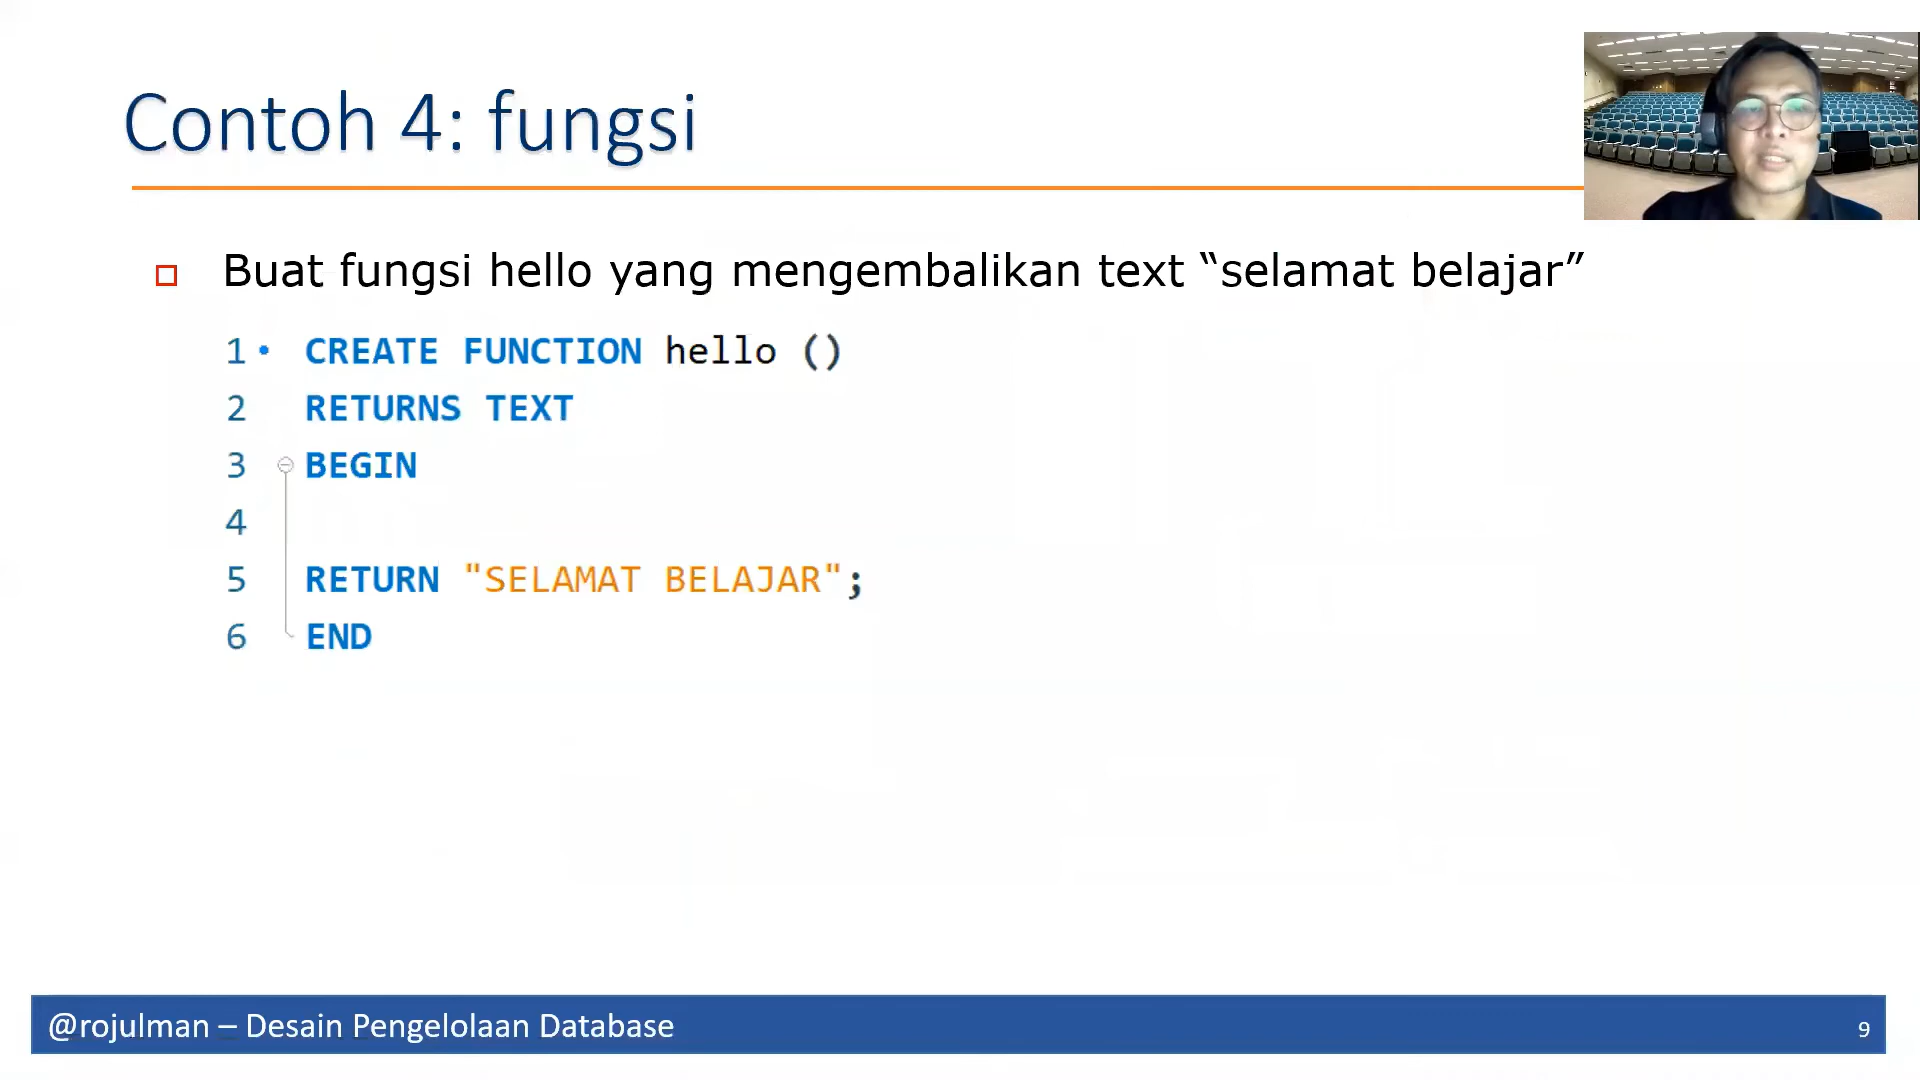 Contoh 4: fungsi
Buat fungsi hello yang mengembalikan text “selamat belajar”
1 CREATE FUNCTION hello ()
2 RETURNS TEXT
3 BEGIN
4
5 RETURN "SELAMAT BELAJAR";
6 END
@rojulman – Desain Pengelolaan Database
9